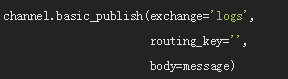 channel.basic_publish(exchange='logs',
routing_key='',
body=message)